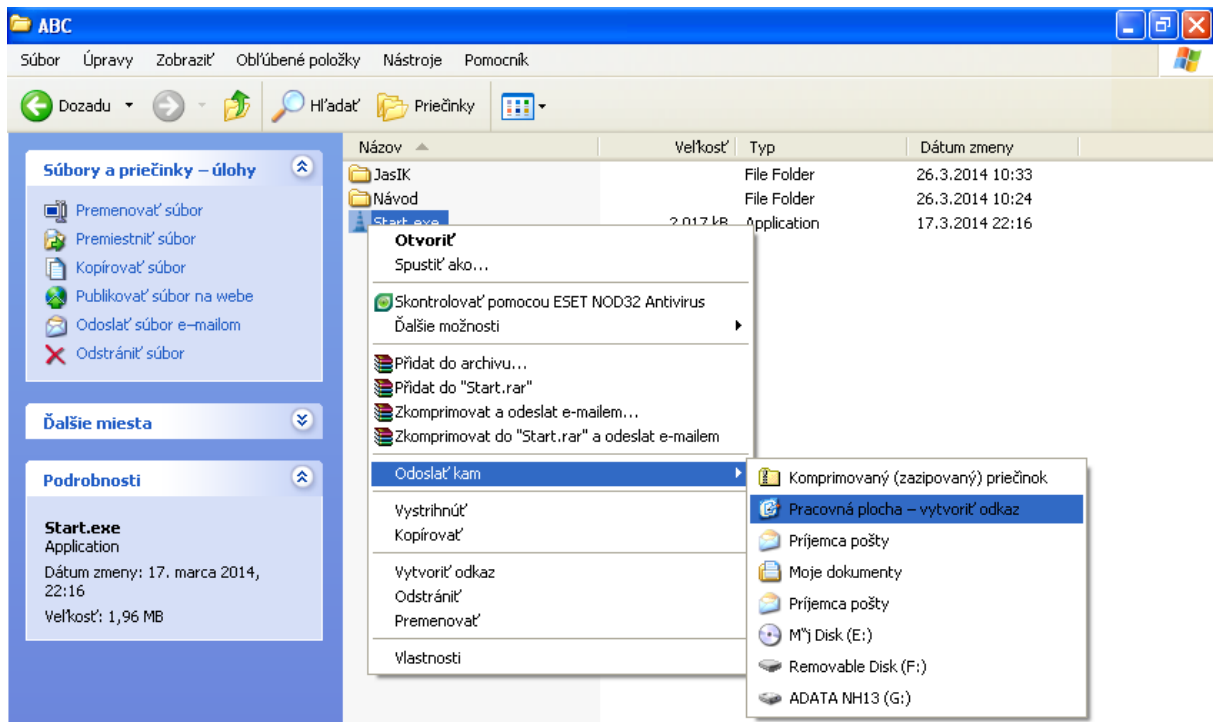 ABC
Súbor Úpravy Zobraziť Obľúbené položky Nástroje Pomocník
Dozadu Hľadať Priečinky
Súbory a priečinky – úlohy
Premenovať súbor
Premiestniť súbor
Kopírovať súbor
Publikovať súbor na webe
Odoslať súbor e-mailom
Odstrániť súbor
Ďalšie miesta
Podrobnosti
Start.exe
Application
Dátum zmeny: 17. marca 2014,
22:16
Veľkosť: 1,96 MB
Názov Veľkosť Typ Dátum zmeny
JasIK File Folder 26.3.2014 10:33
Návod File Folder 26.3.2014 10:24
Start.exe 2 017 kB Application 17.3.2014 22:16
Otvoriť
Spustiť ako...
Skontrolovať pomocou ESET NOD32 Antivirus
Ďalšie možnosti
Přidat do archivu...
Přidat do "Start.rar"
Zkomprimovat a odeslat e-mailem...
Zkomprimovat do "Start.rar" a odeslat e-mailem
Odoslať kam
Vystrihnúť
Kopírovať
Vytvoriť odkaz
Odstrániť
Premenovať
Vlastnosti
Komprimovaný (zazipovaný) priečinok
Pracovná plocha – vytvoriť odkaz
Príjemca pošty
Moje dokumenty
Príjemca pošty
M"j Disk (E:)
Removable Disk (F:)
ADATA NH13 (G:)